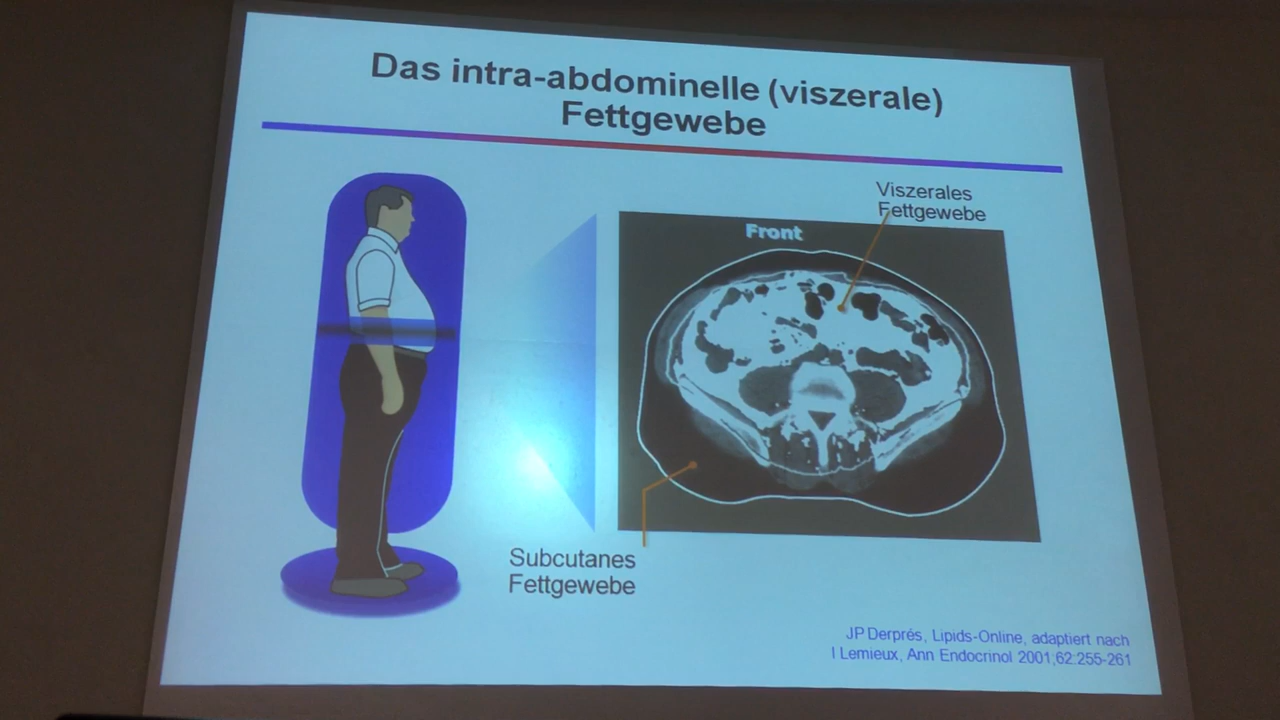 Das intra-abdominelle (viszerale)
Fettgewebe
Viszerales
Fettgewebe
Front
Subcutanes
Fettgewebe
JP Derprés, Lipids-Online, adaptiert nach
I Lemieux, Ann Endocrinol 2001;62:255-261